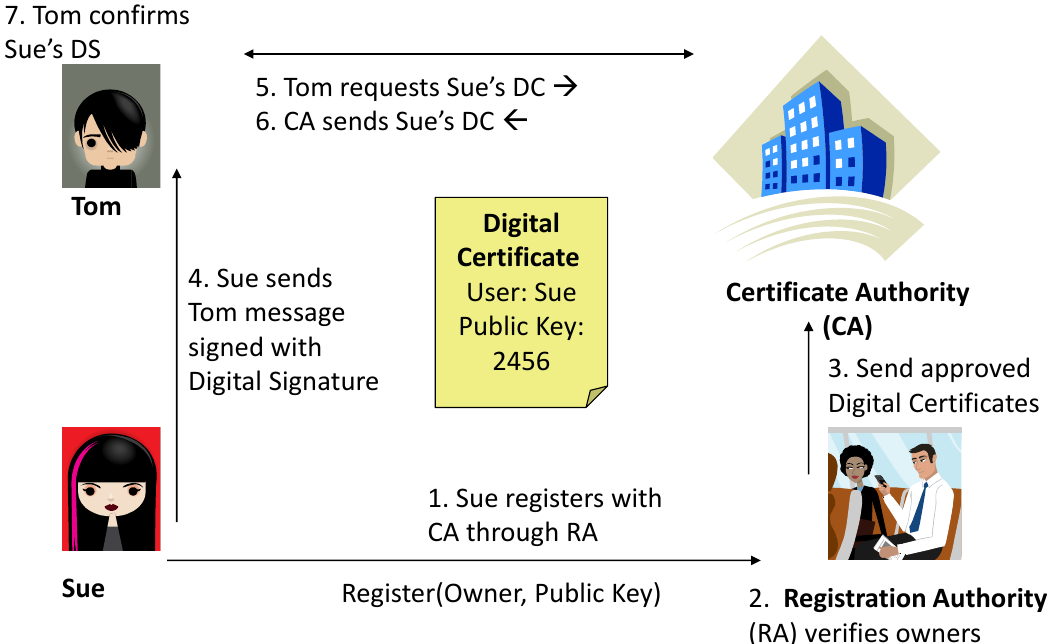 7. Tom confirms
Sue’s DS
5. Tom requests Sue’s DC →
6. CA sends Sue’s DC ←
Tom
Digital
Certificate
User: Sue
Public Key:
2456
4. Sue sends
Tom message
signed with
Digital Signature
Certificate Authority
(CA)
3. Send approved
Digital Certificates
1. Sue registers with
CA through RA
Sue
Register(Owner, Public Key)
2. Registration Authority
(RA) verifies owners